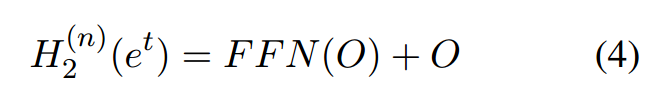 H_2^{(n)}(e^t) = FFN(O) + O (4)